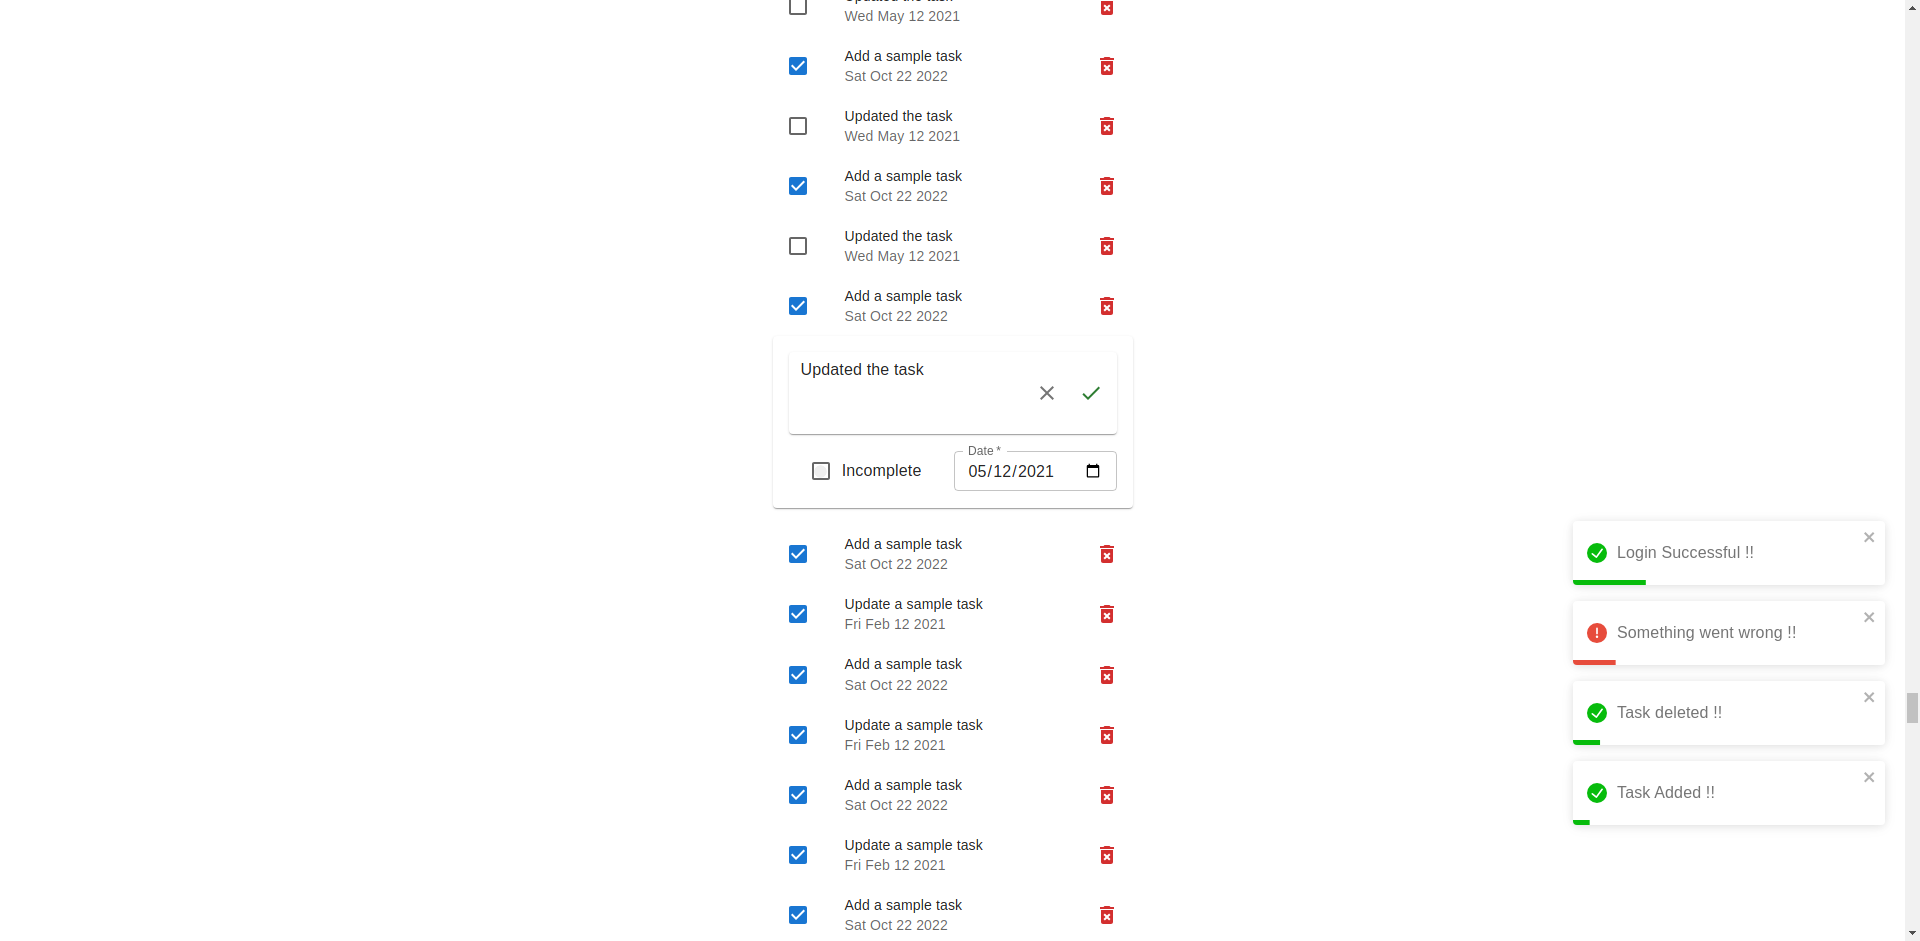 Updated the task
Wed May 12 2021
Add a sample task
Sat Oct 22 2022
Updated the task
Wed May 12 2021
Add a sample task
Sat Oct 22 2022
Updated the task
Wed May 12 2021
Add a sample task
Sat Oct 22 2022
Updated the task
Date *
Incomplete
05/12/2021
Add a sample task
Sat Oct 22 2022
Update a sample task
Fri Feb 12 2021
Add a sample task
Sat Oct 22 2022
Update a sample task
Fri Feb 12 2021
Add a sample task
Sat Oct 22 2022
Update a sample task
Fri Feb 12 2021
Add a sample task
Sat Oct 22 2022
Login Successful !!
Something went wrong !!
Task deleted !!
Task Added !!